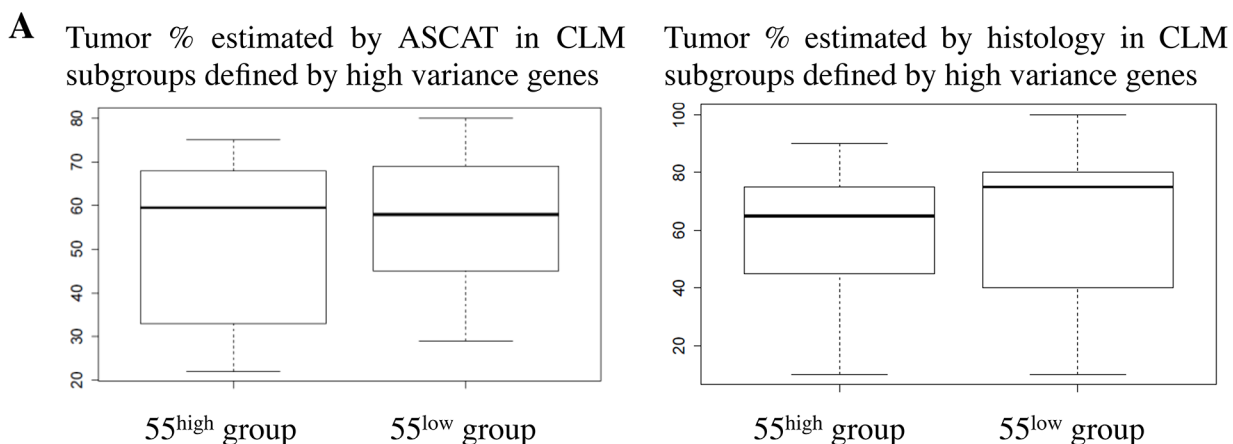 A
Tumor % estimated by ASCAT in CLM
subgroups defined by high variance genes
80
70
60
50
40
30
20
55high group
55low group
Tumor % estimated by histology in CLM
subgroups defined by high variance genes
100
80
60
40
20
55high group
55low group